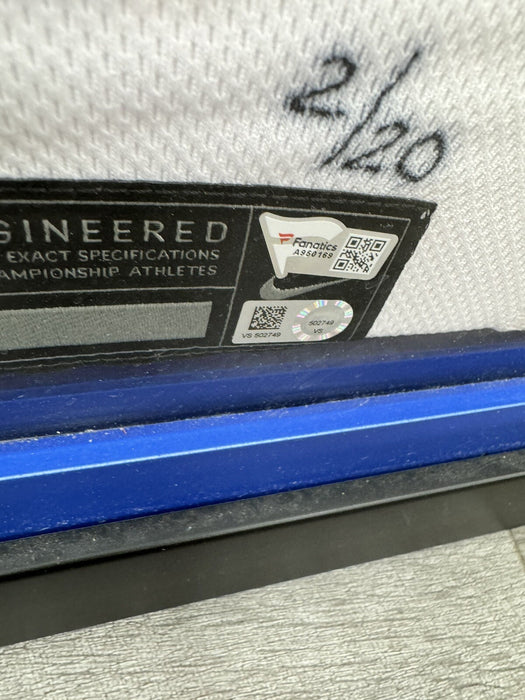 2/20
GINEERED
EXACT SPECIFICATIONS
AMPIONSHIP ATHLETES
Fanatics
A950169
VS 502749
502749
VS